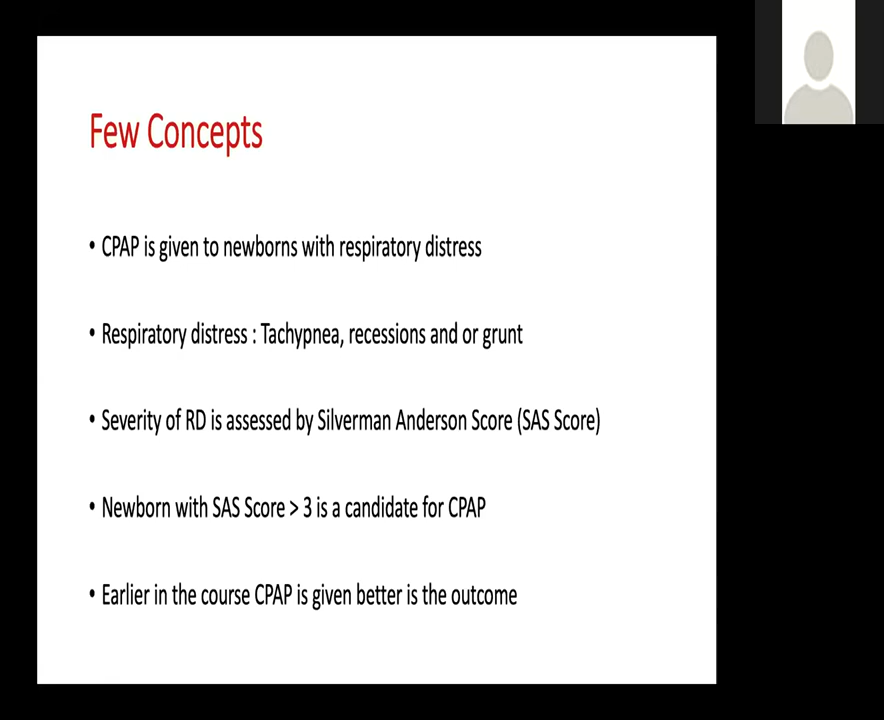 Few Concepts
• CPAP is given to newborns with respiratory distress
• Respiratory distress : Tachypnea, recessions and or grunt
• Severity of RD is assessed by Silverman Anderson Score (SAS Score)
• Newborn with SAS Score > 3 is a candidate for CPAP
• Earlier in the course CPAP is given better is the outcome